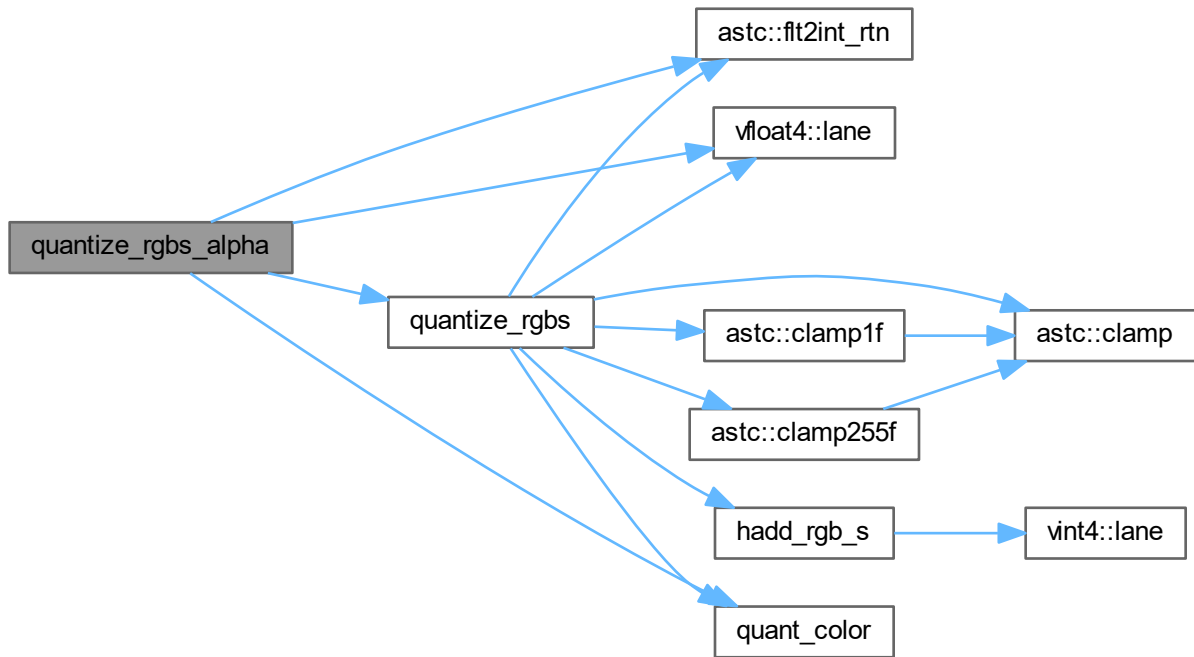 astc::flt2int_rtn
vfloat4::lane
quantize_rgbs_alpha
quantize_rgbs
astc::clamp1f
astc::clamp
astc::clamp255f
hadd_rgb_s
vint4::lane
quant_color